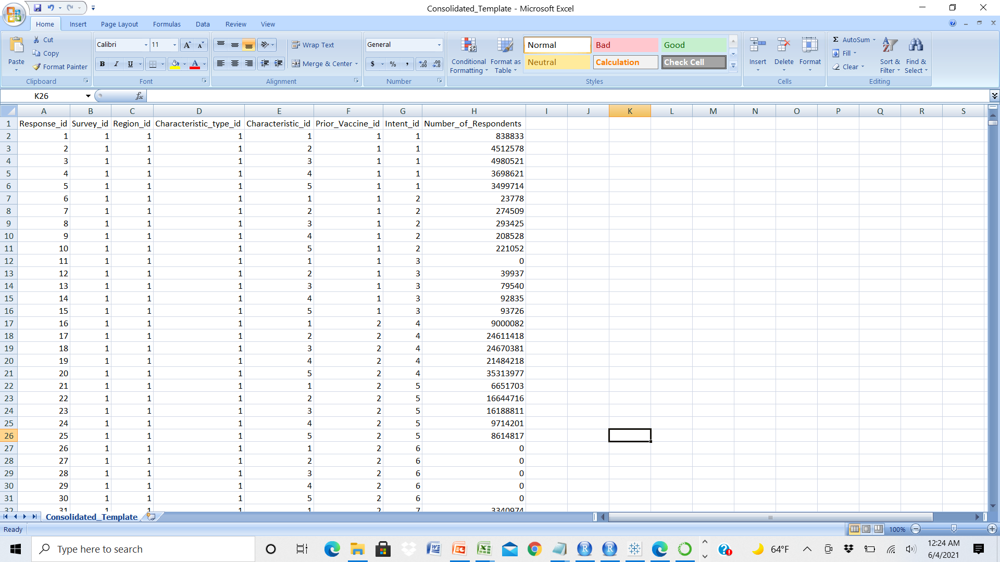 Consolidated_Template - Microsoft Excel
Home Insert Page Layout Formulas Data Review View
Paste Cut Copy Format Painter Clipboard
Calibri 11 A A B I U A Font
Wrap Text Merge & Center Alignment
General $ % , .00 .0 Number
Conditional Formatting Format as Table Normal Bad Good Neutral Calculation Check Cell Styles
Insert Delete Format Cells
Σ AutoSum Fill Clear Sort & Filter Find & Select Editing
K26 fx
A B C D E F G H I J K L M N O P Q R S
1 Response_id Survey_id Region_id Characteristic_type_id Characteristic_id Prior_Vaccine_id Intent_id Number_of_Respondents
2 1 1 1 1 1 1 1 838833
3 2 1 1 1 2 1 1 4512578
4 3 1 1 1 3 1 1 4980521
5 4 1 1 1 4 1 1 3698621
6 5 1 1 1 5 1 1 3499714
7 6 1 1 1 1 1 2 23778
8 7 1 1 1 2 1 2 274509
9 8 1 1 1 3 1 2 293425
10 9 1 1 1 4 1 2 208528
11 10 1 1 1 5 1 2 221052
12 11 1 1 1 1 1 3 0
13 12 1 1 1 2 1 3 39937
14 13 1 1 1 3 1 3 79540
15 14 1 1 1 4 1 3 92835
16 15 1 1 1 5 1 3 93726
17 16 1 1 1 1 2 4 9000082
18 17 1 1 1 2 2 4 24611418
19 18 1 1 1 3 2 4 24670381
20 19 1 1 1 4 2 4 21484218
21 20 1 1 1 5 2 4 35313977
22 21 1 1 1 1 2 5 6651703
23 22 1 1 1 2 2 5 16644716
24 23 1 1 1 3 2 5 16188811
25 24 1 1 1 4 2 5 9714201
26 25 1 1 1 5 2 5 8614817
27 26 1 1 1 1 2 6 0
28 27 1 1 1 2 2 6 0
29 28 1 1 1 3 2 6 0
30 29 1 1 1 4 2 6 0
31 30 1 1 1 5 2 6 0
32 31 1 1 1 1 2 7 3340974
Consolidated_Template
Ready 100%
Type here to search 64°F 12:24 AM
6/4/2021